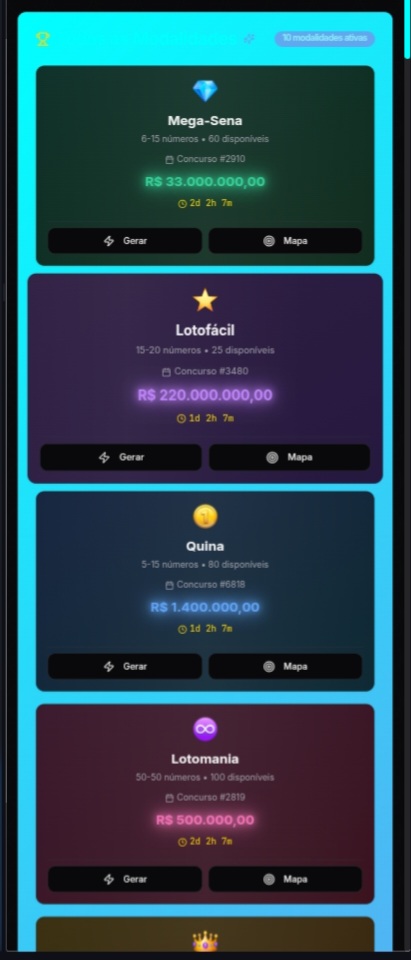 10 modalidades ativas
Mega-Sena
6-15 números • 60 disponíveis
Concurso #2910
R$ 33.000.000,00
2d 2h 7m
Gerar Mapa
Lotofácil
15-20 números • 25 disponíveis
Concurso #3480
R$ 220.000.000,00
1d 2h 7m
Gerar Mapa
Quina
5-15 números • 80 disponíveis
Concurso #6818
R$ 1.400.000,00
1d 2h 7m
Gerar Mapa
Lotomania
50-50 números • 100 disponíveis
Concurso #2819
R$ 500.000,00
2d 2h 7m
Gerar Mapa